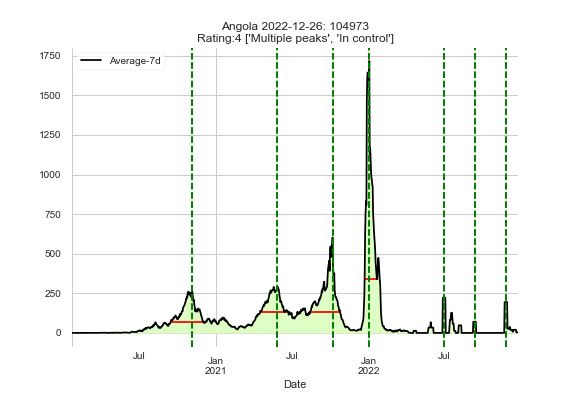 Angola 2022-12-26: 104973
Rating:4 ['Multiple peaks', 'In control']
Average-7d
1750
1500
1250
1000
750
500
250
0
Jul
Jan
2021
Jul
Jan
2022
Jul
Date